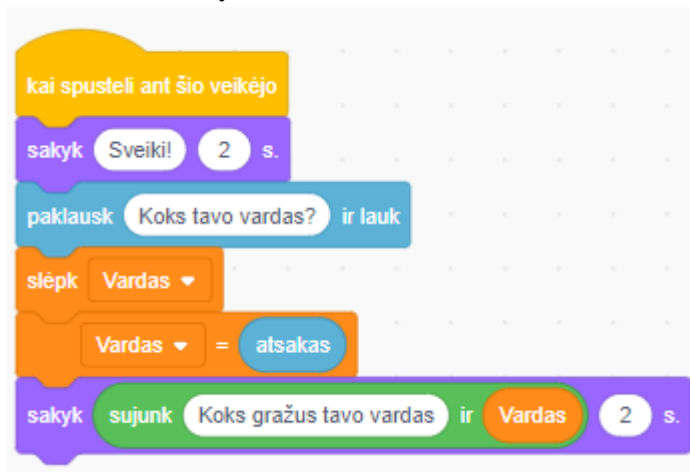 kai spusteli ant šio veikėjo
sakyk Sveiki! 2 s.
paklausk Koks tavo vardas? ir lauk
slėpk Vardas
Vardas = atsakas
sakyk sujunk Koks gražus tavo vardas ir Vardas 2 s.